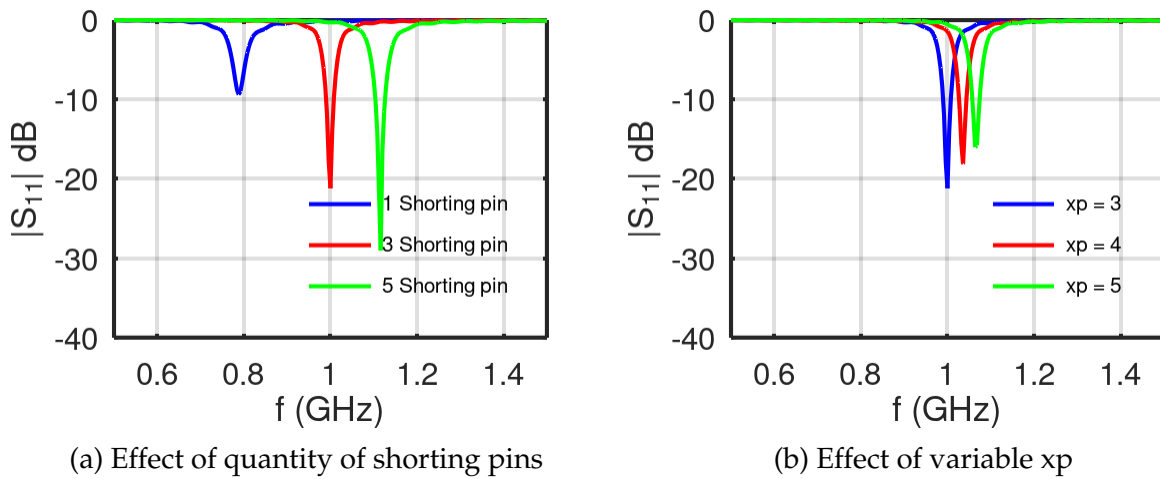 0
-10
-20
-30
-40
|S11| dB
1 Shorting pin
3 Shorting pin
5 Shorting pin
0.6 0.8 1 1.2 1.4
f (GHz)
(a) Effect of quantity of shorting pins
0
-10
-20
-30
-40
|S11| dB
xp = 3
xp = 4
xp = 5
0.6 0.8 1 1.2 1.4
f (GHz)
(b) Effect of variable xp